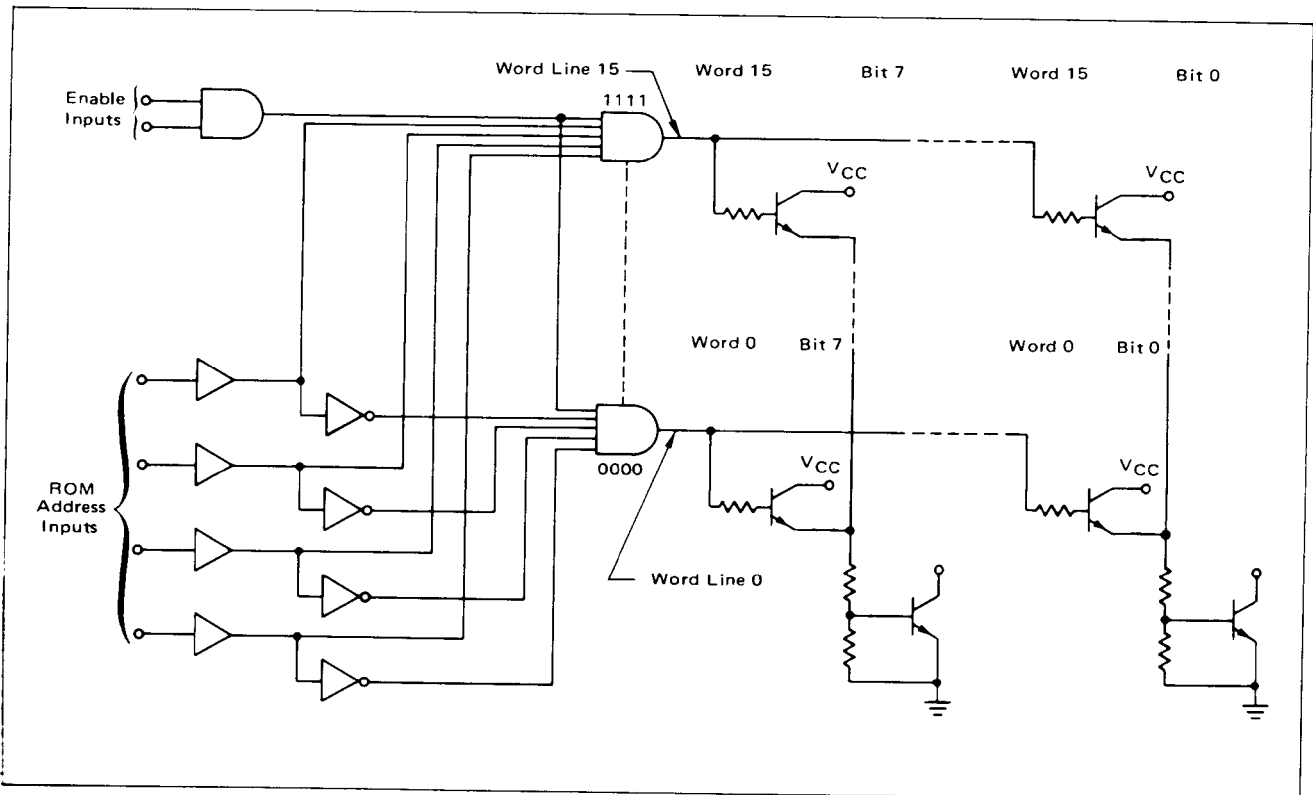 Word Line 15 Word 15 Bit 7 Word 15 Bit 0
Enable
Inputs
1111
VCC VCC
Word 0 Bit 7 Word 0 Bit 0
ROM
Address
Inputs
0000
VCC VCC
Word Line 0